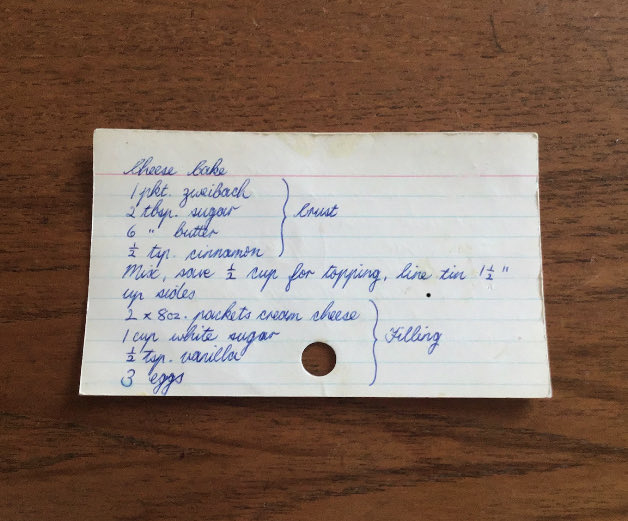 Cheese Cake
1 pkt. zweibach
2 tbsp. sugar
6 " butter
½ tsp. cinnamon
Crust
Mix, save ½ cup for topping, line tin 1½"
up sides
2 x 8oz. packets cream cheese
1 cup white sugar
½ tsp. vanilla
3 eggs
Filling